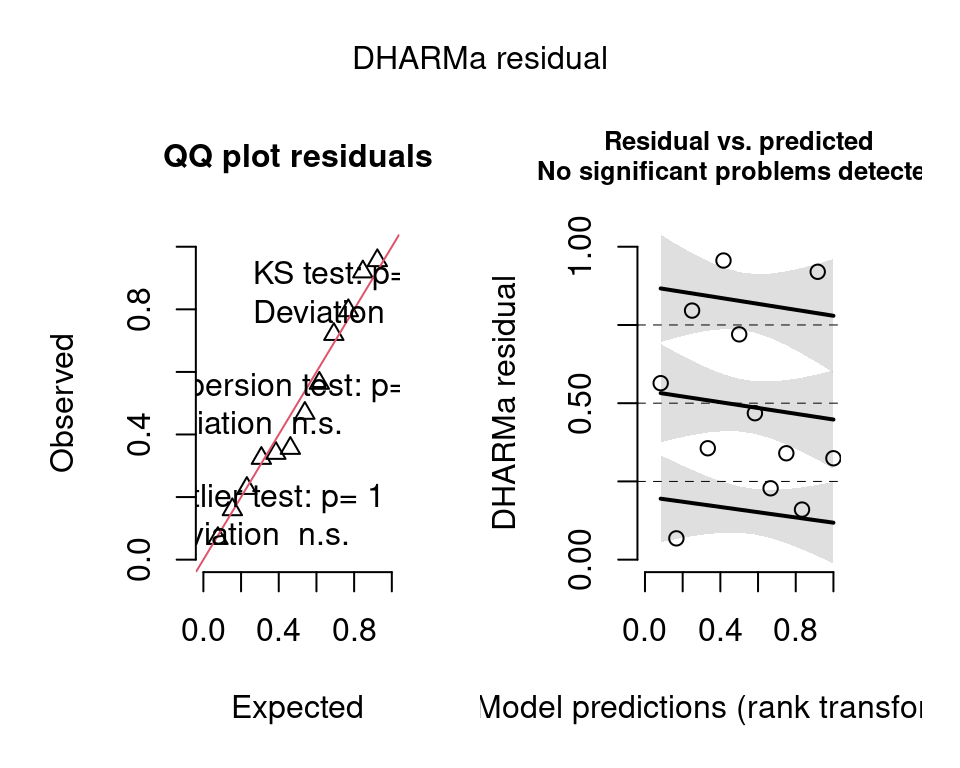 DHARMa residual
QQ plot residuals
KS test: p=
Deviation
persion test: p=
iation n.s.
tlier test: p= 1
viation n.s.
Observed
0.0 0.4 0.8
0.0 0.4 0.8
Expected
Residual vs. predicted
No significant problems detecte
DHARMa residual
0.00 0.50 1.00
0.0 0.4 0.8
Model predictions (rank transfor